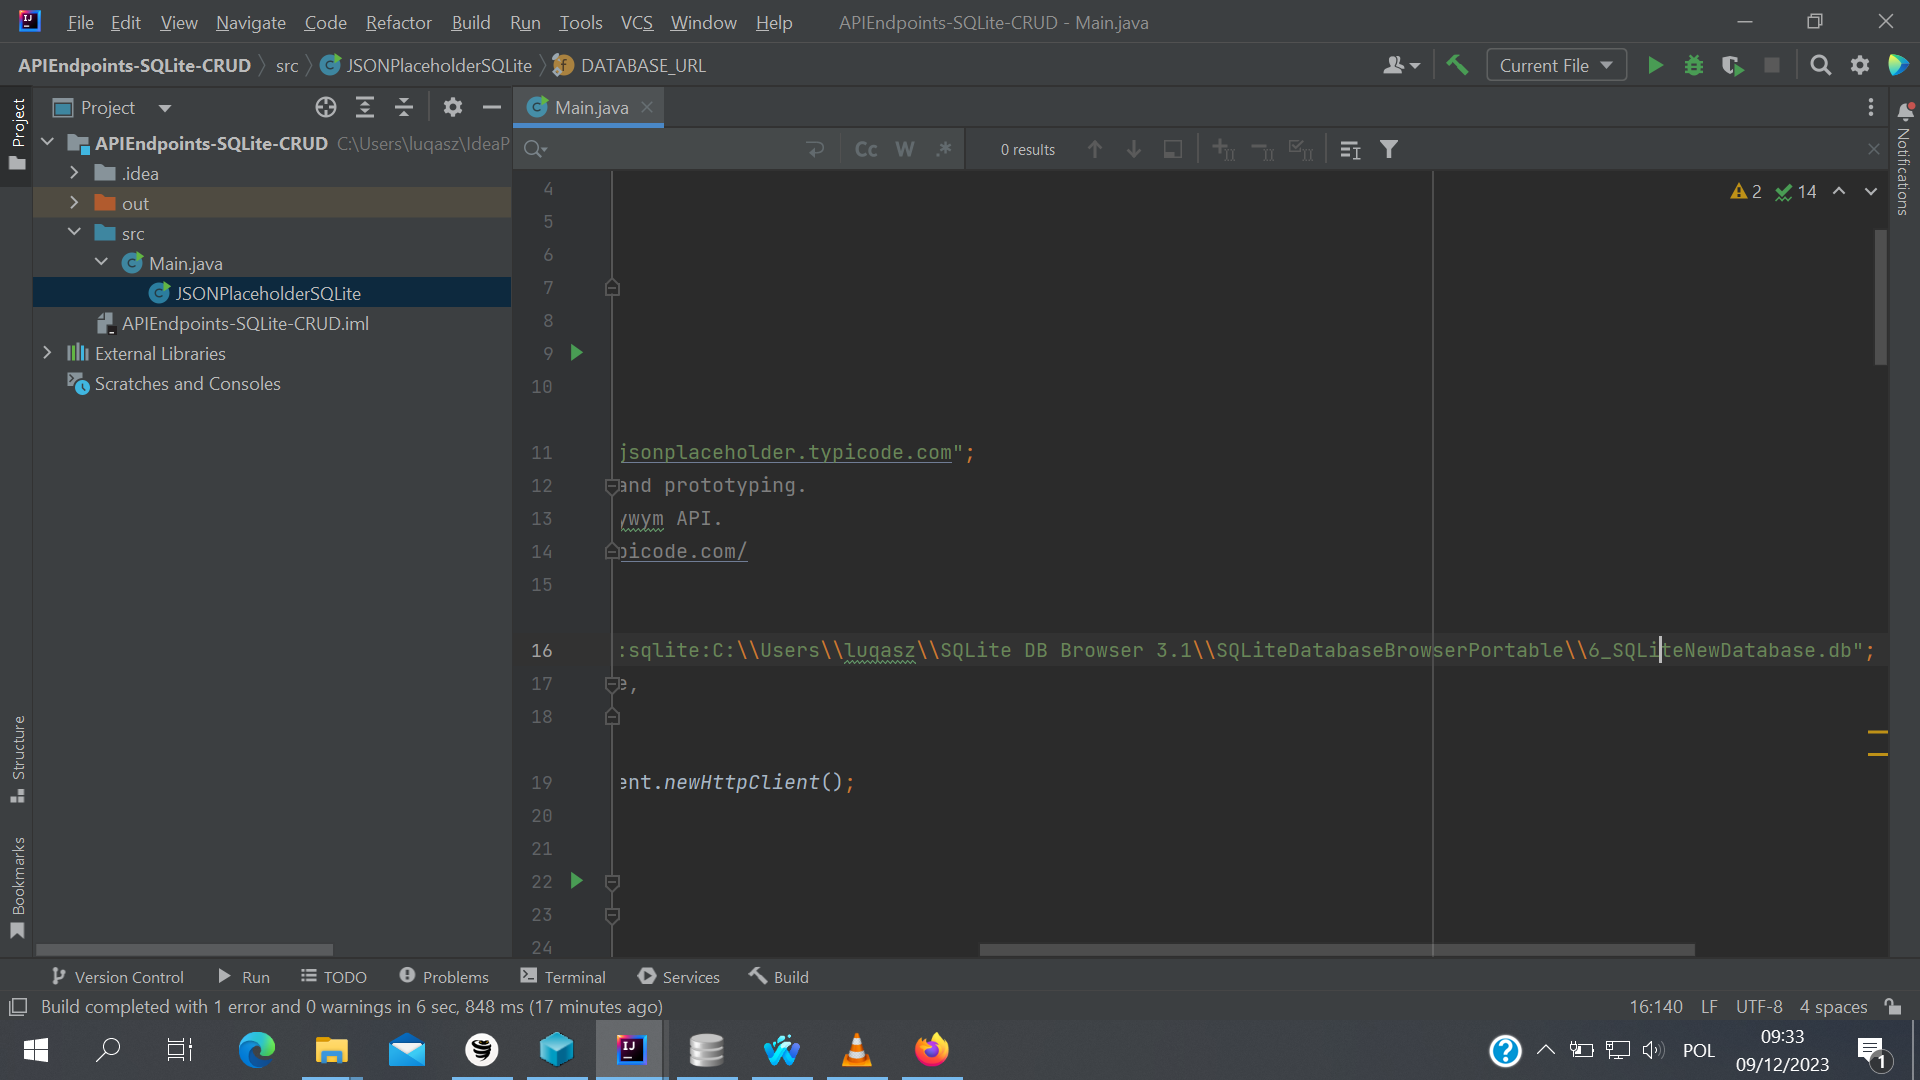 File Edit View Navigate Code Refactor Build Run Tools VCS Window Help APIEndpoints-SQLite-CRUD - Main.java
APIEndpoints-SQLite-CRUD src JSONPlaceholderSQLite DATABASE_URL Current File
Project
Main.java
APIEndpoints-SQLite-CRUD C:\Users\luqasz\IdeaP
.idea
out
src
Main.java
JSONPlaceholderSQLite
APIEndpoints-SQLite-CRUD.iml
External Libraries
Scratches and Consoles
Project
Structure
Bookmarks
Cc W .* 0 results
2 14
Notifications
4
5
6
7
8
9
10
11 jsonplaceholder.typicode.com";
12 and prototyping.
13 ywym API.
14 picode.com/
15
16 :sqlite:C:\\Users\\luqasz\\SQLite DB Browser 3.1\\SQLiteDatabaseBrowserPortable\\6_SQLiteNewDatabase.db";
17 e,
18
19 ent.newHttpClient();
20
21
22
23
24
Version Control Run TODO Problems Terminal Services Build
Build completed with 1 error and 0 warnings in 6 sec, 848 ms (17 minutes ago) 16:140 LF UTF-8 4 spaces
POL
09:33
09/12/2023
1